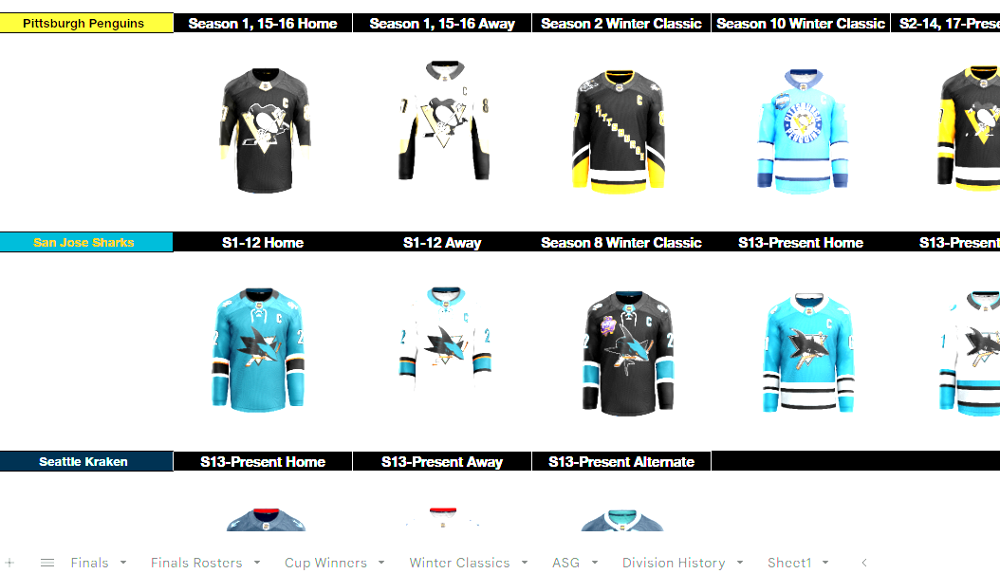 Pittsburgh Penguins Season 1, 15-16 Home Season 1, 15-16 Away Season 2 Winter Classic Season 10 Winter Classic S2-14, 17-Prese
C C C C
PITTSBURGH
PITTSBURGH PENGUINS
San Jose Sharks S1-12 Home S1-12 Away Season 8 Winter Classic S13-Present Home S13-Present
C C C C
Seattle Kraken S13-Present Home S13-Present Away S13-Present Alternate
+ Finals Finals Rosters Cup Winners Winter Classics ASG Division History Sheet1 <